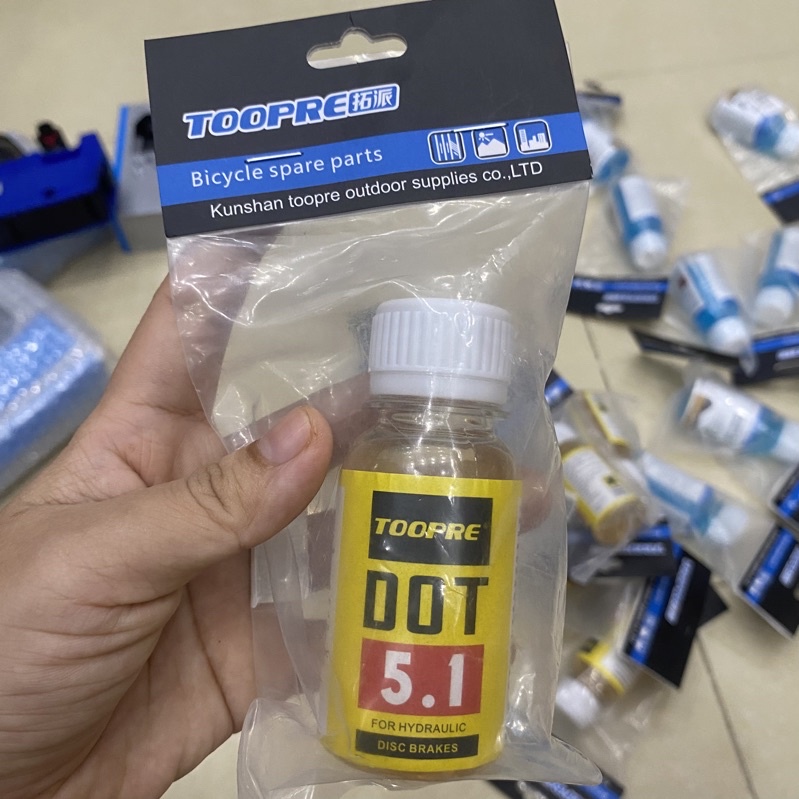 TOOPRE拓派
Bicycle spare parts
Kunshan toopre outdoor supplies co.,LTD
TOOPRE
DOT
5.1
FOR HYDRAULIC
DISC BRAKES